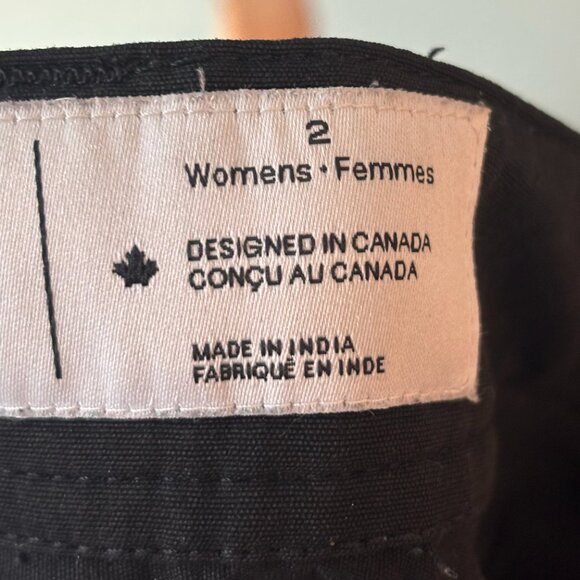 2
Womens • Femmes
DESIGNED IN CANADA
CONÇU AU CANADA
MADE IN INDIA
FABRIQUÉ EN INDE